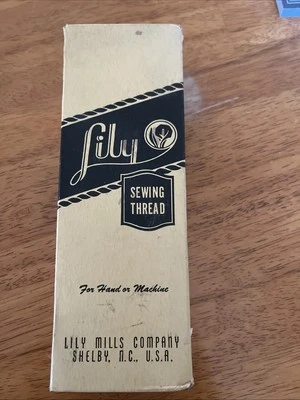 Lily
SEWING
THREAD
For Hand or Machine
LILY MILLS COMPANY
SHELBY, N.C., U.S.A.